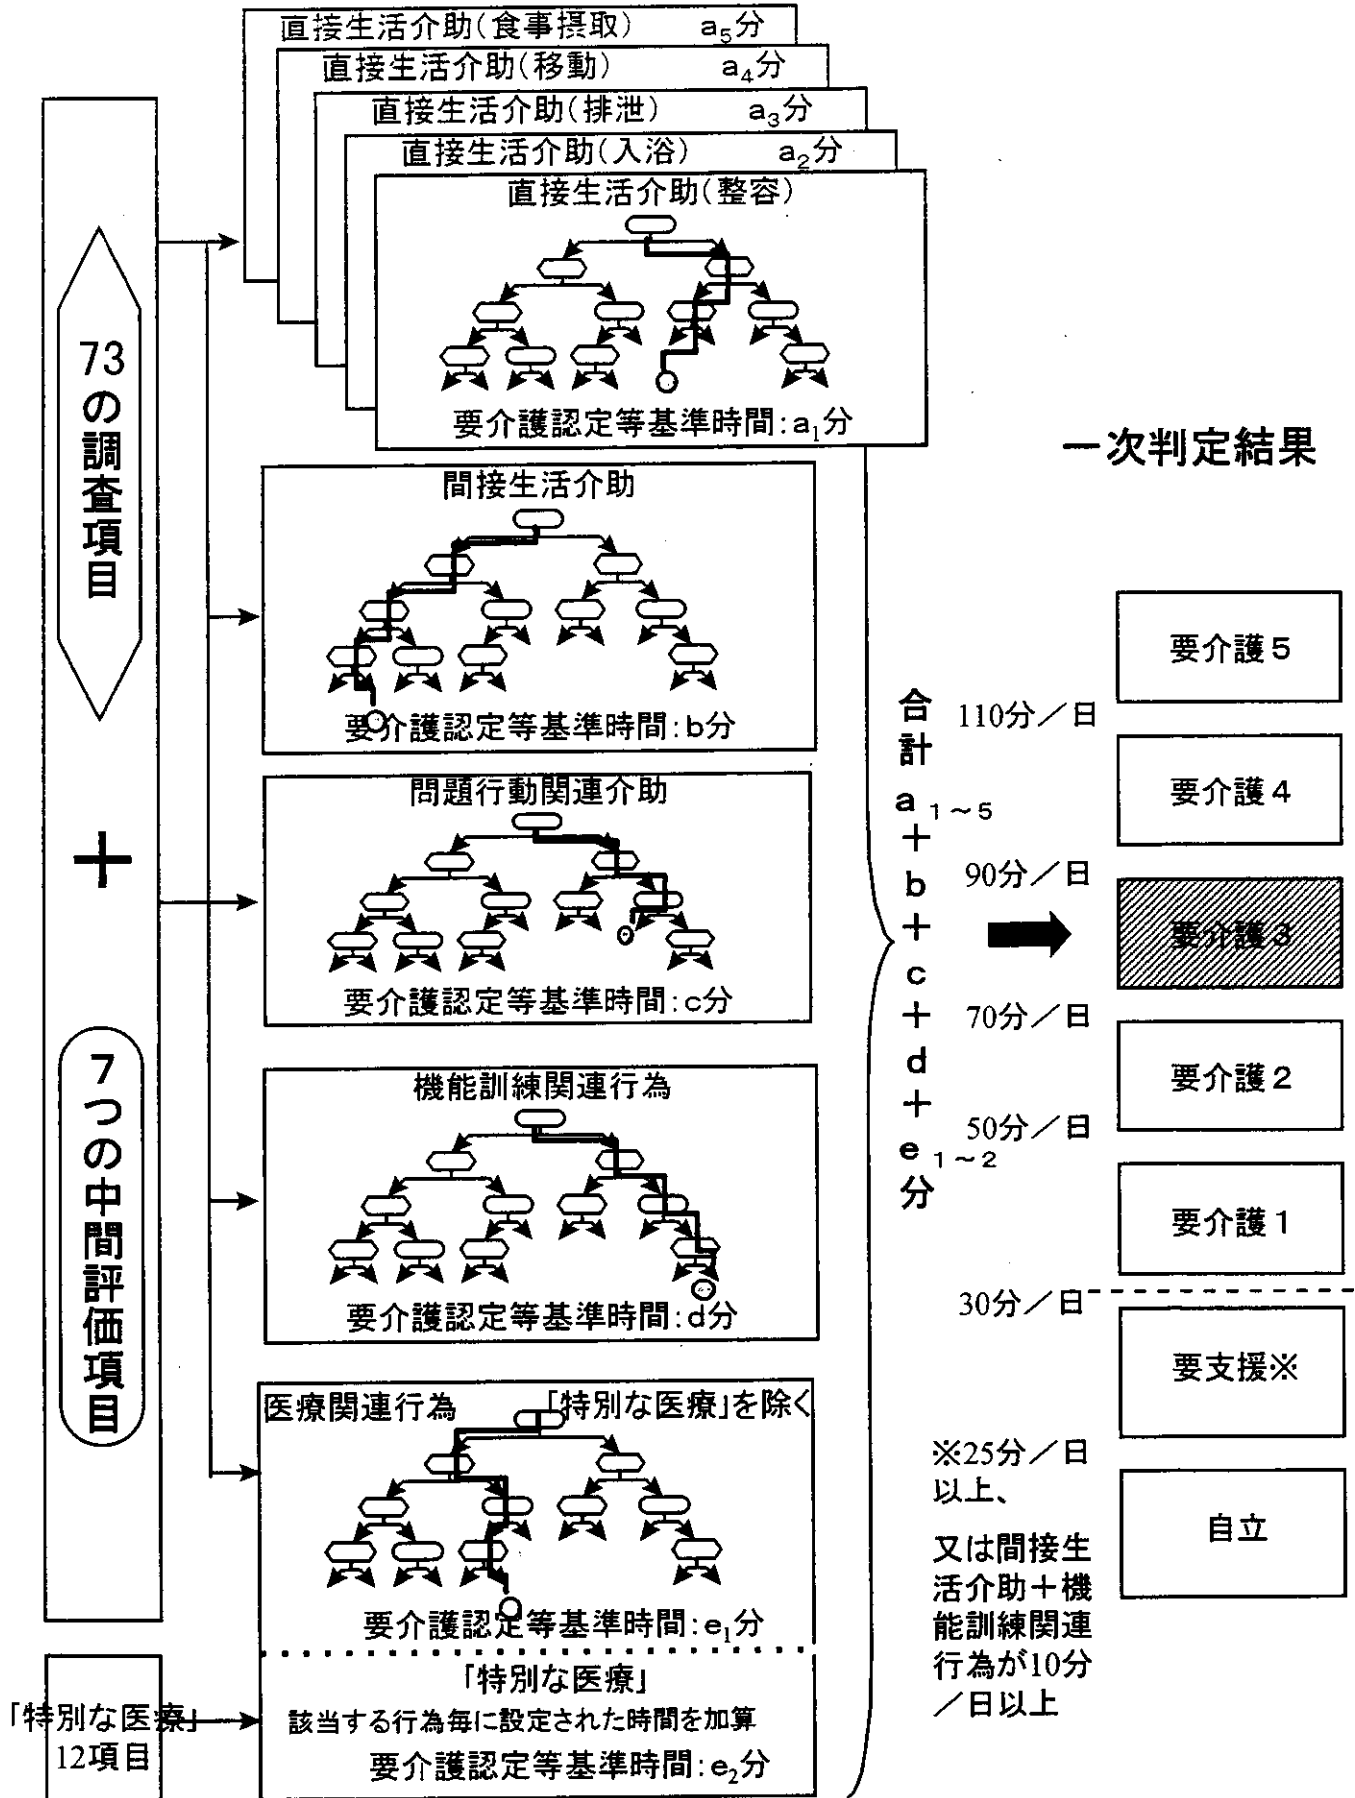 直接生活介助(食事摂取) a5分
直接生活介助(移動) a4分
直接生活介助(排泄) a3分
直接生活介助(入浴) a2分
直接生活介助(整容)
要介護認定等基準時間:a1分
73の調査項目
＋
7つの中間評価項目
間接生活介助
要介護認定等基準時間:b分
問題行動関連介助
要介護認定等基準時間:c分
機能訓練関連行為
要介護認定等基準時間:d分
医療関連行為 「特別な医療」を除く
要介護認定等基準時間:e1分
「特別な医療」
12項目
「特別な医療」
該当する行為毎に設定された時間を加算
要介護認定等基準時間:e2分
合計 a1～5＋b＋c＋d＋e1～2分
一次判定結果
要介護5
110分／日
要介護4
90分／日
要介護3
70分／日
要介護2
50分／日
要介護1
30分／日
要支援※
※25分／日
以上、
又は間接生
活介助＋機
能訓練関連
行為が10分
／日以上
自立